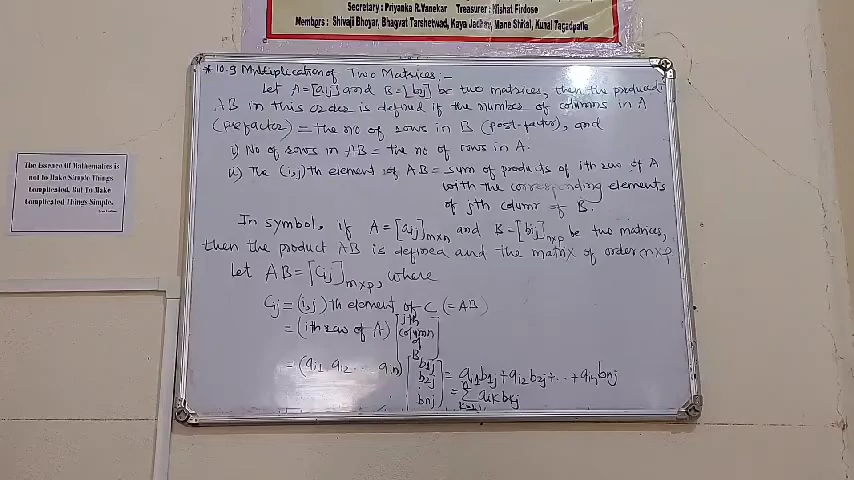 Secretary : Priyanka R.Vanekar Treasurer : Nishat Firdose
Members : Shivaji Bhoyar, Bhagvat Tarshetwad, Kaya Jadhav, Mane Shital, Kunal Tagadpalle
* 10.3 Multiplication of Two Matrices :-
Let A = [aij] and B = [bij] be two matrices, then the product
AB in this order is defined if the number of columns in A
(Prefactor) = the no of rows in B (post-factor), and
i) No of rows in AB = the no of rows in A.
ii) The (i,j)th element of AB = sum of products of ith row of A
with the corresponding elements
of jth column of B.
In symbol, if A = [aij]m×n and B = [bij]n×p be two matrices,
then the product AB is defined and the matrix of order m×p
Let AB = [Cij]m×p, where
Cij = (i,j)th element of C (= AB)
= (ith row of A) [jth column of B]
= (ai1 ai2 ... ain) [b1j b2j : bnj] = ai1b1j + ai2b2j + ... + ainbnj
= n∑k=1 aikbkj
The Essence Of Mathematics is
not to Make Simple Things
Complicated, But To Make
Complicated Things Simple.